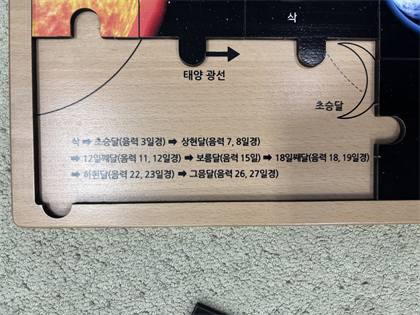 삭
태양 광선
초승달
삭 ➡ 초승달(음력 3일경) ➡ 상현달(음력 7, 8일경)
➡ 12일째달(음력 11, 12일경) ➡ 보름달(음력 15일) ➡ 18일째달(음력 18, 19일경)
➡ 하현달(음력 22, 23일경) ➡ 그믐달(음력 26, 27일경)